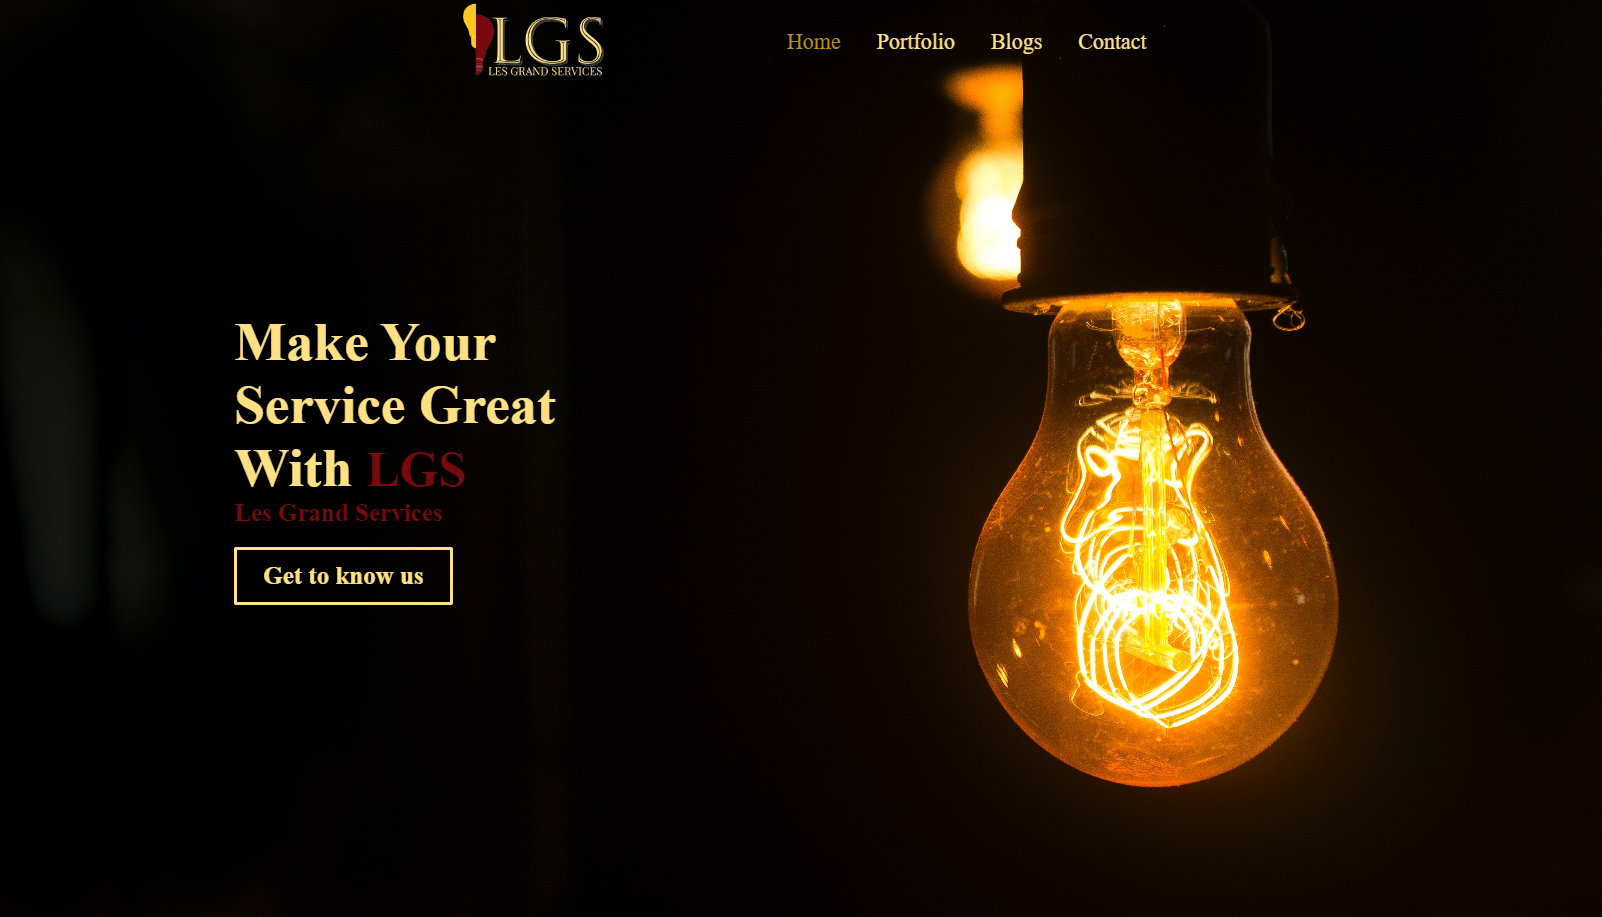 LGS
LES GRAND SERVICES
Home Portfolio Blogs Contact
Make Your
Service Great
With LGS
Les Grand Services
Get to know us